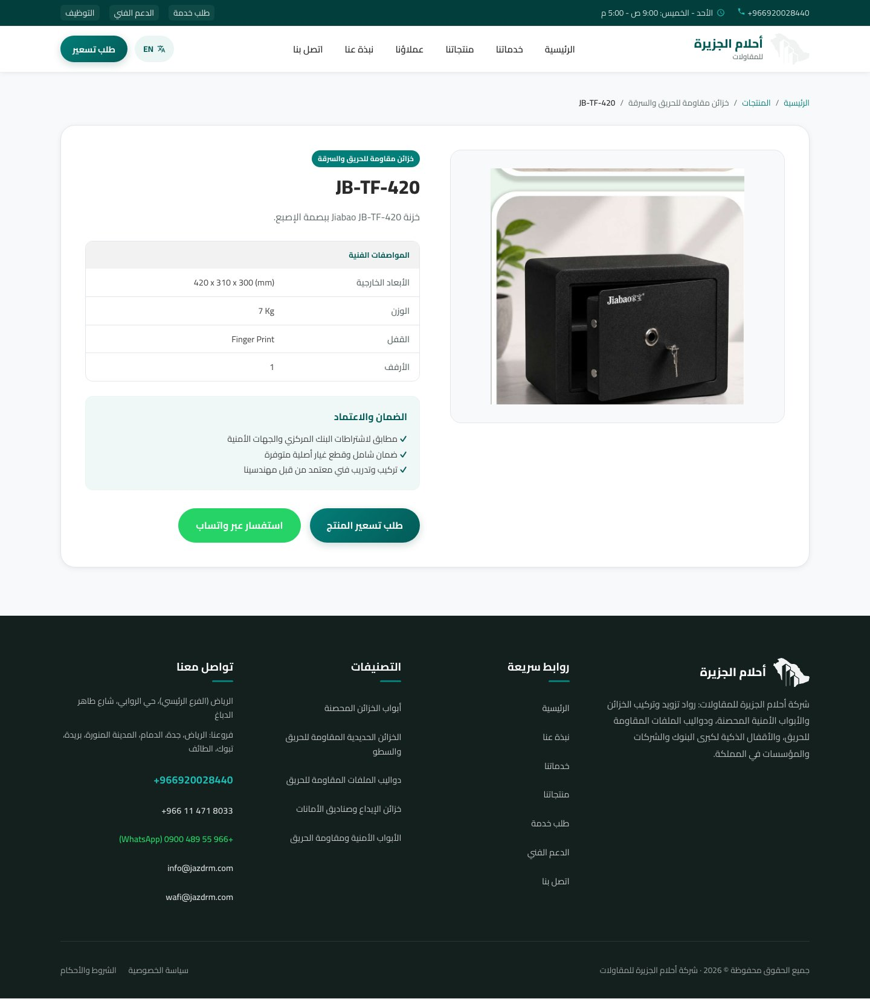 +966920028440
الأحد - الخميس: 9:00 ص - 5:00 م
طلب خدمة
الدعم الفني
التوظيف
أحلام الجزيرة
للمقاولات
الرئيسية
خدماتنا
منتجاتنا
عملاؤنا
نبذة عنا
اتصل بنا
EN
طلب تسعير
الرئيسية / المنتجات / خزائن مقاومة للحريق والسرقة / JB-TF-420
Jiabao家宝®
خزائن مقاومة للحريق والسرقة
JB-TF-420
خزنة Jiabao JB-TF-420 ببصمة الإصبع.
المواصفات الفنية
الأبعاد الخارجية 420 x 310 x 300 (mm)
الوزن 7 Kg
القفل Finger Print
الأرفف 1
الضمان والاعتماد
✓ مطابق لاشتراطات البنك المركزي والجهات الأمنية
✓ ضمان شامل وقطع غيار أصلية متوفرة
✓ تركيب وتدريب فني معتمد من قبل مهندسينا
طلب تسعير المنتج
استفسار عبر واتساب
أحلام الجزيرة
شركة أحلام الجزيرة للمقاولات: رواد تزويد وتركيب الخزائن
والأبواب الأمنية المحصنة، ودواليب الملفات المقاومة
للحريق، والأقفال الذكية لكبرى البنوك والشركات
والمؤسسات في المملكة.
روابط سريعة
الرئيسية
نبذة عنا
خدماتنا
منتجاتنا
طلب خدمة
الدعم الفني
اتصل بنا
التصنيفات
أبواب الخزائن المحصنة
الخزائن الحديدية المقاومة للحريق
والسطو
دواليب الملفات المقاومة للحريق
خزائن الإيداع وصناديق الأمانات
الأبواب الأمنية ومقاومة الحريق
تواصل معنا
الرياض (الفرع الرئيسي)، حي الروابي، شارع طاهر
الدباغ
فروعنا: الرياض، جدة، الدمام، المدينة المنورة، بريدة،
تبوك، الطائف
+966920028440
+966 11 471 8033
+966 55 489 0900 (WhatsApp)
info@jazdrm.com
wafi@jazdrm.com
جميع الحقوق محفوظة © 2026 · شركة أحلام الجزيرة للمقاولات
سياسة الخصوصية
الشروط والأحكام